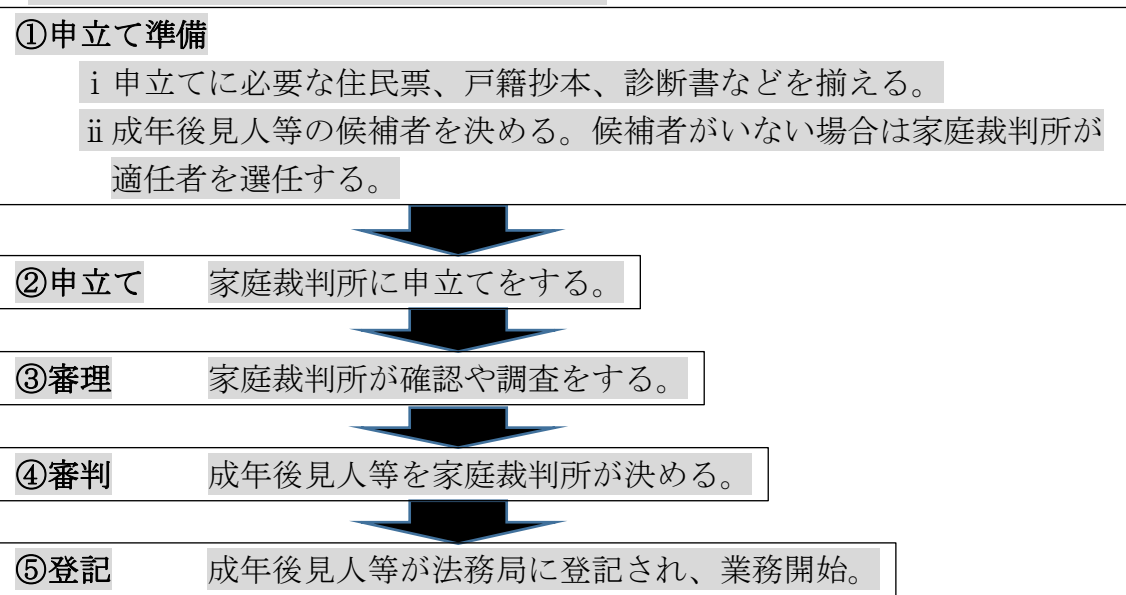 ①申立て準備
ⅰ申立てに必要な住民票、戸籍抄本、診断書などを揃える。
ⅱ成年後見人等の候補者を決める。候補者がいない場合は家庭裁判所が
適任者を選任する。
②申立て　家庭裁判所に申立てをする。
③審理　家庭裁判所が確認や調査をする。
④審判　成年後見人等を家庭裁判所が決める。
⑤登記　成年後見人等が法務局に登記され、業務開始。